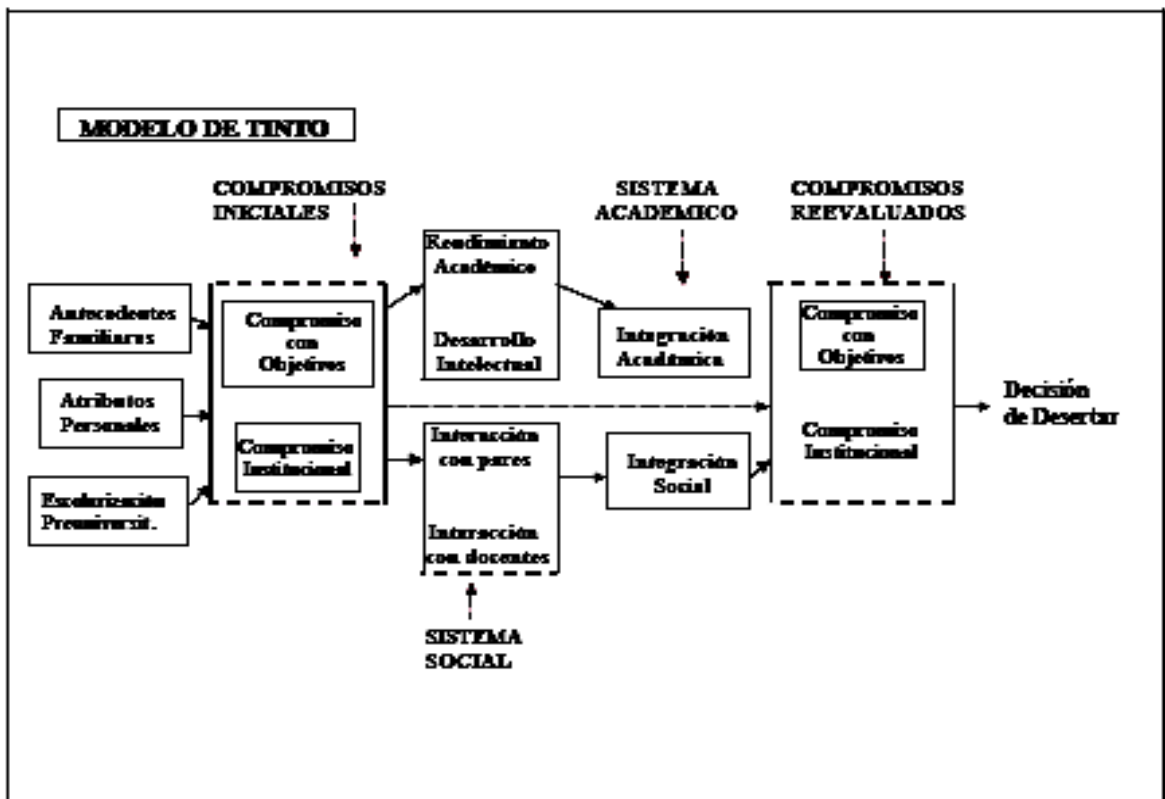 MODELO DE TINTO
COMPROMISOS
INICIALES
SISTEMA
ACADEMICO
COMPROMISOS
REEVALUADOS
Antecedentes
Familiares
Atributos
Personales
Escolarización
Preuniversit.
Compromiso
con
Objetivos
Compromiso
Institucional
Rendimiento
Académico
Desarrollo
Intelectual
Interacción
con pares
Interacción
con docentes
SISTEMA
SOCIAL
Integración
Académica
Integración
Social
Compromiso
con
Objetivos
Compromiso
Institucional
Decisión
de Desertar